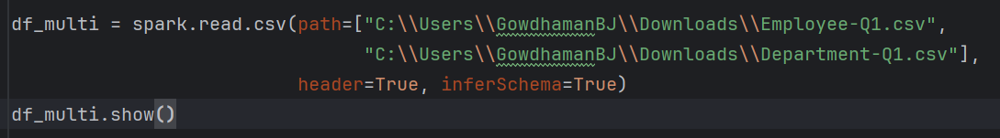 df_multi = spark.read.csv(path=["C:\\Users\\GowdhamanBJ\\Downloads\\Employee-Q1.csv",
"C:\\Users\\GowdhamanBJ\\Downloads\\Department-Q1.csv"],
header=True, inferSchema=True)
df_multi.show()